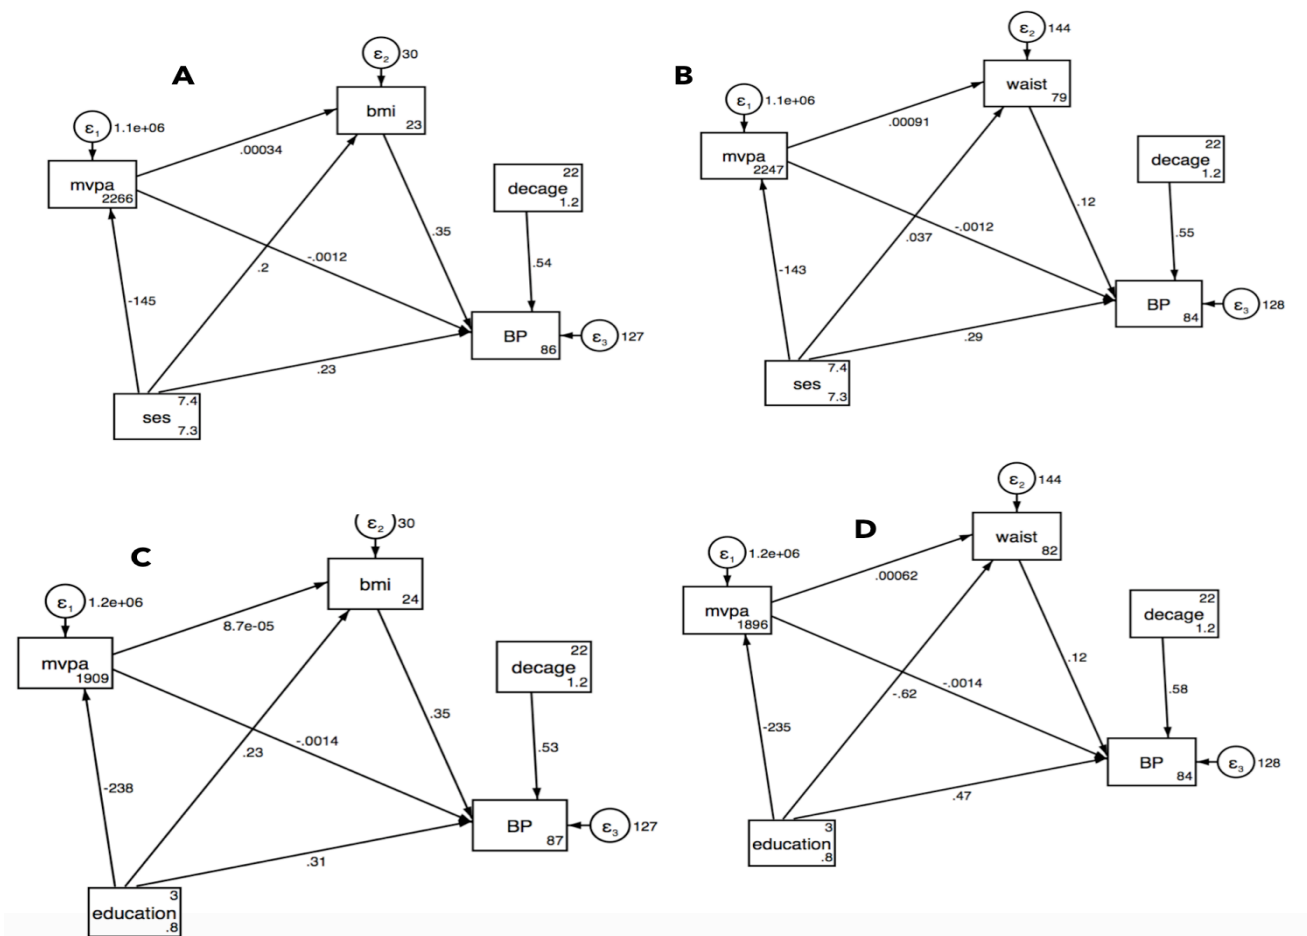 A
ε₂ 30
bmi
23
ε₁ 1.1e+06
.00034
mvpa
2266
22
decage
1.2
.35
-.0012
.2
.54
-145
BP
86
ε₃ 127
.23
7.4
ses
7.3
B
ε₂ 144
waist
79
ε₁ 1.1e+06
.00091
mvpa
2247
22
decage
1.2
.12
-.0012
.037
.55
-143
BP
84
ε₃ 128
.29
7.4
ses
7.3
C
ε₂ 30
bmi
24
ε₁ 1.2e+06
8.7e-05
mvpa
1909
22
decage
1.2
.35
-.0014
.23
.53
-238
BP
87
ε₃ 127
.31
3
education
.8
D
ε₂ 144
waist
82
ε₁ 1.2e+06
.00062
mvpa
1896
22
decage
1.2
.12
-.0014
-.62
.58
-235
BP
84
ε₃ 128
.47
3
education
.8